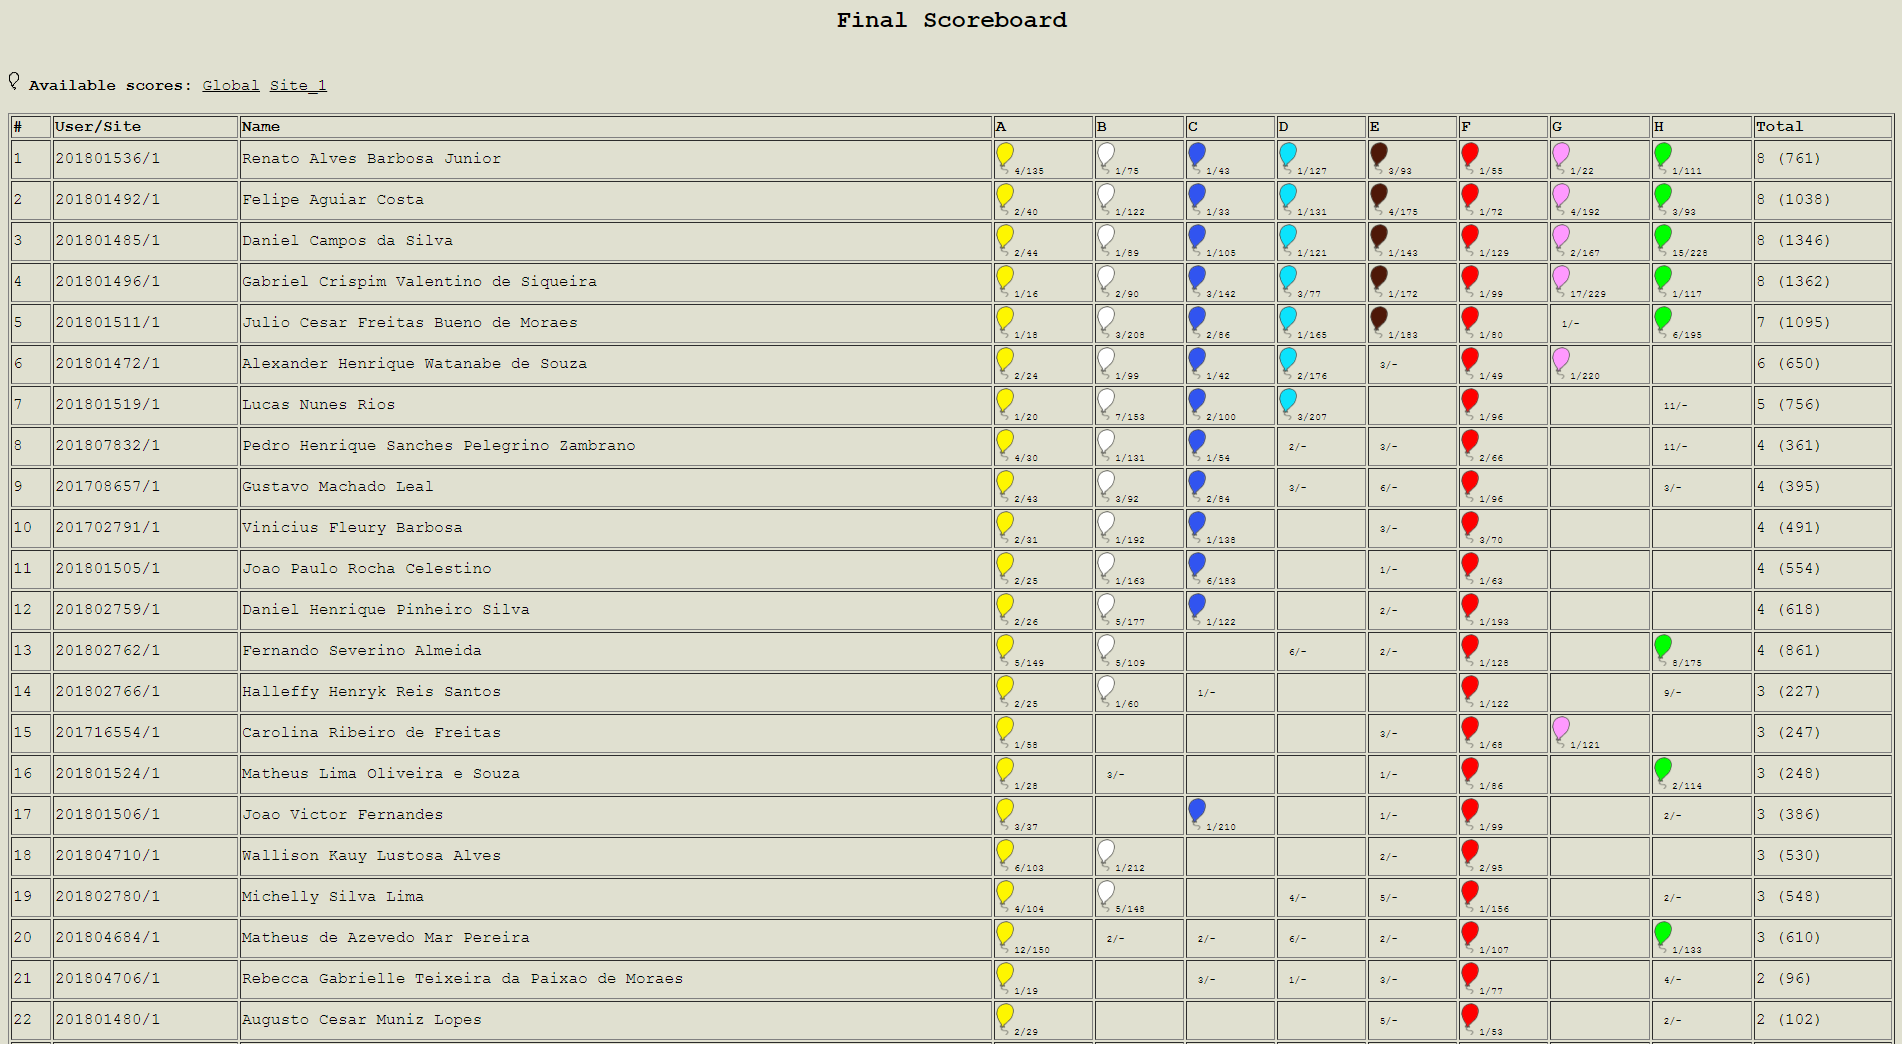 Final Scoreboard
Available scores: Global Site_1
# User/Site Name A B C D E F G H Total
1 201801536/1 Renato Alves Barbosa Junior 4/135 1/75 1/43 1/127 3/93 1/55 1/22 1/111 8 (761)
2 201801492/1 Felipe Aguiar Costa 2/40 1/122 1/33 1/131 4/175 1/72 4/192 3/93 8 (1038)
3 201801485/1 Daniel Campos da Silva 2/44 1/89 1/105 1/121 1/143 1/129 2/167 15/228 8 (1346)
4 201801496/1 Gabriel Crispim Valentino de Siqueira 1/16 2/90 3/142 3/77 1/172 1/99 17/229 1/117 8 (1362)
5 201801511/1 Julio Cesar Freitas Bueno de Moraes 1/18 3/208 2/86 1/165 1/183 1/80 1/- 6/195 7 (1095)
6 201801472/1 Alexander Henrique Watanabe de Souza 2/24 1/99 1/42 2/176 3/- 1/49 1/220 6 (650)
7 201801519/1 Lucas Nunes Rios 1/20 7/153 2/100 3/207 1/96 11/- 5 (756)
8 201807832/1 Pedro Henrique Sanches Pelegrino Zambrano 4/30 1/131 1/54 2/- 3/- 2/66 11/- 4 (361)
9 201708657/1 Gustavo Machado Leal 2/43 3/92 2/84 3/- 6/- 1/96 3/- 4 (395)
10 201702791/1 Vinicius Fleury Barbosa 2/31 1/192 1/138 3/- 3/70 4 (491)
11 201801505/1 Joao Paulo Rocha Celestino 2/25 1/163 6/183 1/- 1/63 4 (554)
12 201802759/1 Daniel Henrique Pinheiro Silva 2/26 5/177 1/122 2/- 1/193 4 (618)
13 201802762/1 Fernando Severino Almeida 5/149 5/109 6/- 2/- 1/128 8/175 4 (861)
14 201802766/1 Halleffy Henryk Reis Santos 2/25 1/60 1/- 1/122 9/- 3 (227)
15 201716554/1 Carolina Ribeiro de Freitas 1/58 3/- 1/68 1/121 3 (247)
16 201801524/1 Matheus Lima Oliveira e Souza 1/28 3/- 1/- 1/86 2/114 3 (248)
17 201801506/1 Joao Victor Fernandes 3/37 1/210 1/- 1/99 2/- 3 (386)
18 201804710/1 Wallison Kauy Lustosa Alves 6/103 1/212 2/- 2/95 3 (530)
19 201802780/1 Michelly Silva Lima 4/104 5/148 4/- 5/- 1/156 2/- 3 (548)
20 201804684/1 Matheus de Azevedo Mar Pereira 12/150 2/- 2/- 6/- 2/- 1/107 1/133 3 (610)
21 201804706/1 Rebecca Gabrielle Teixeira da Paixao de Moraes 1/19 3/- 1/- 3/- 1/77 4/- 2 (96)
22 201801480/1 Augusto Cesar Muniz Lopes 2/29 5/- 1/53 2/- 2 (102)